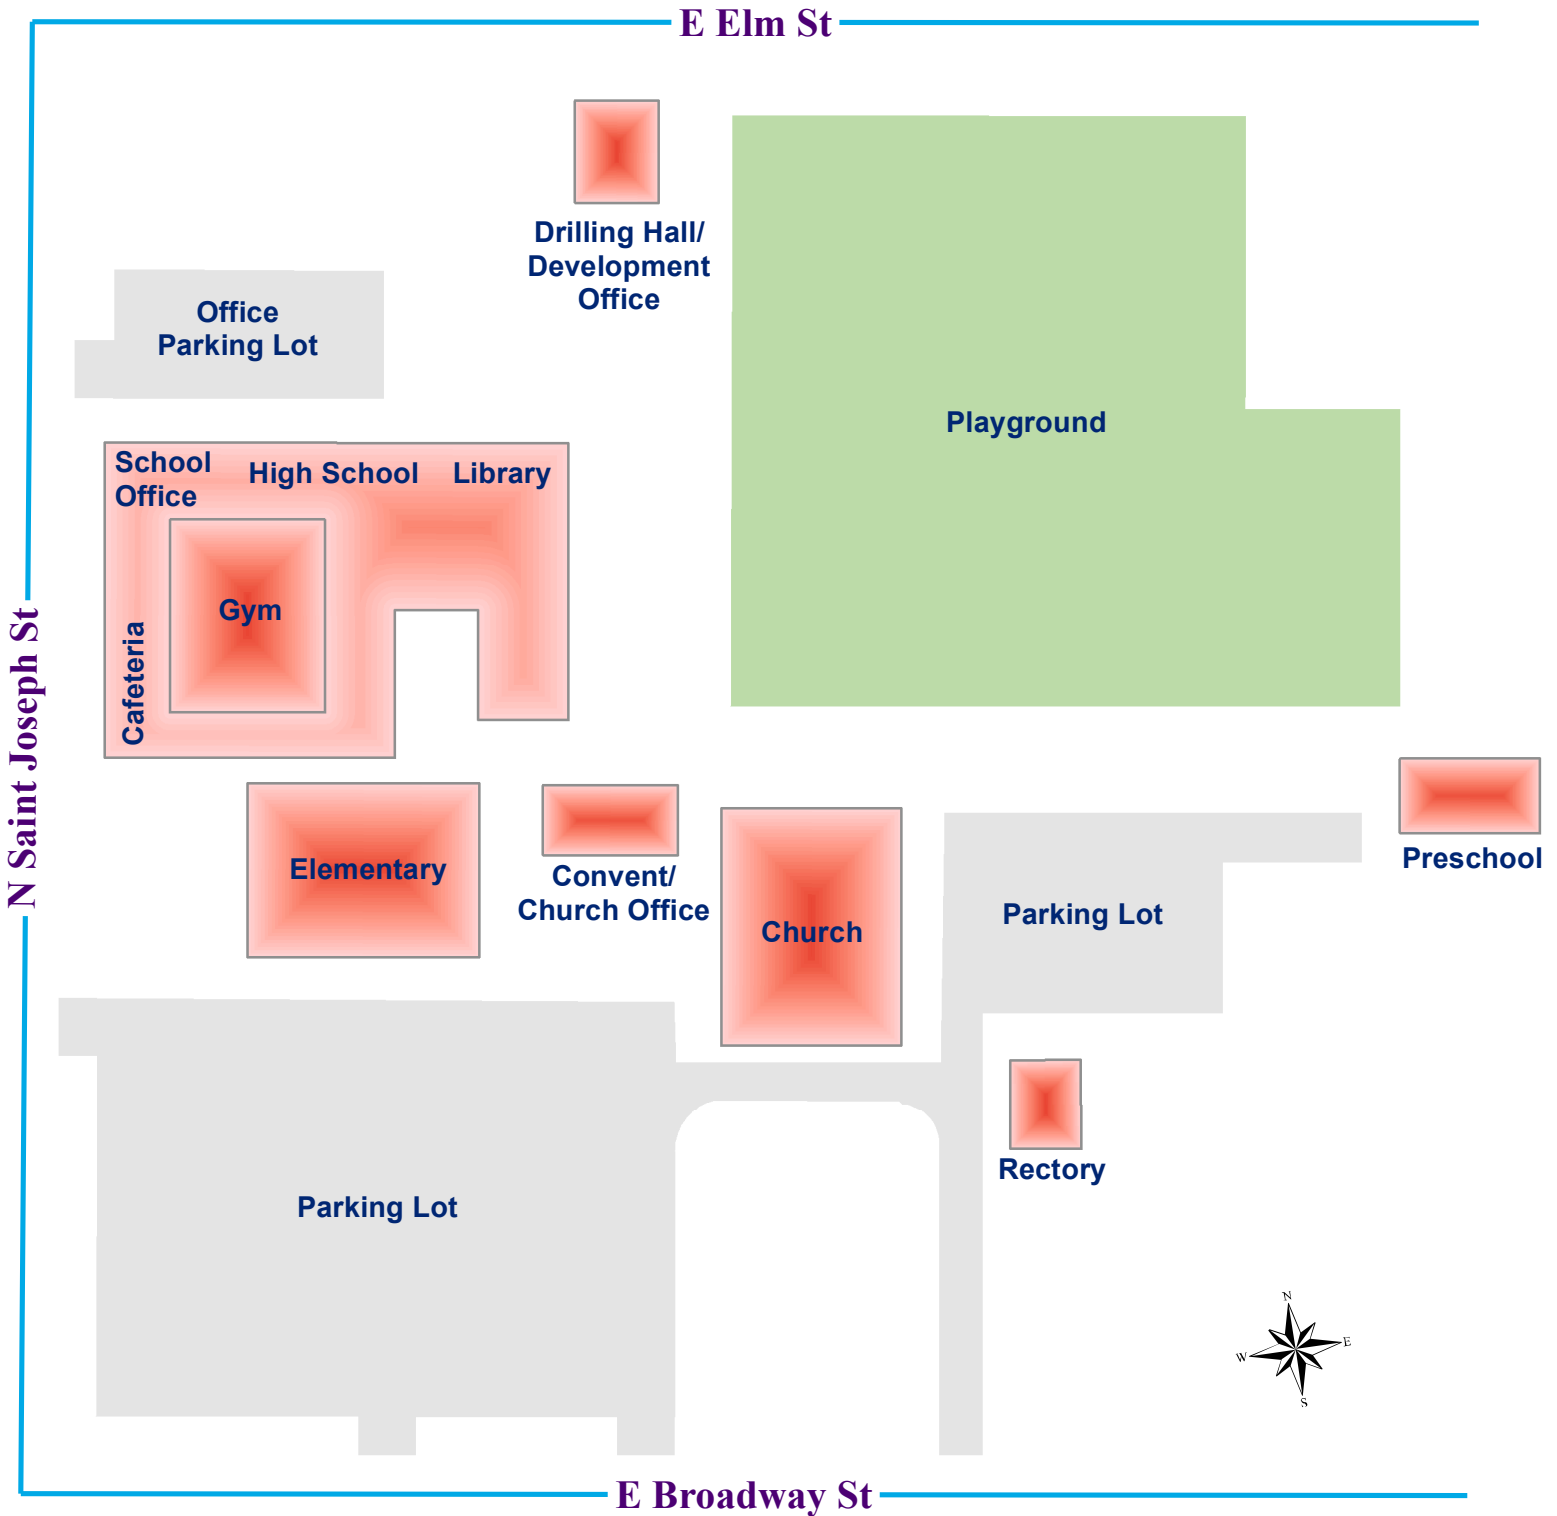 E Elm St
Drilling Hall/
Development
Office
Office
Parking Lot
Playground
School
Office
High School
Library
Gym
Cafeteria
N Saint Joseph St
Elementary
Convent/
Church Office
Church
Parking Lot
Preschool
Rectory
Parking Lot
N
W
E
S
E Broadway St